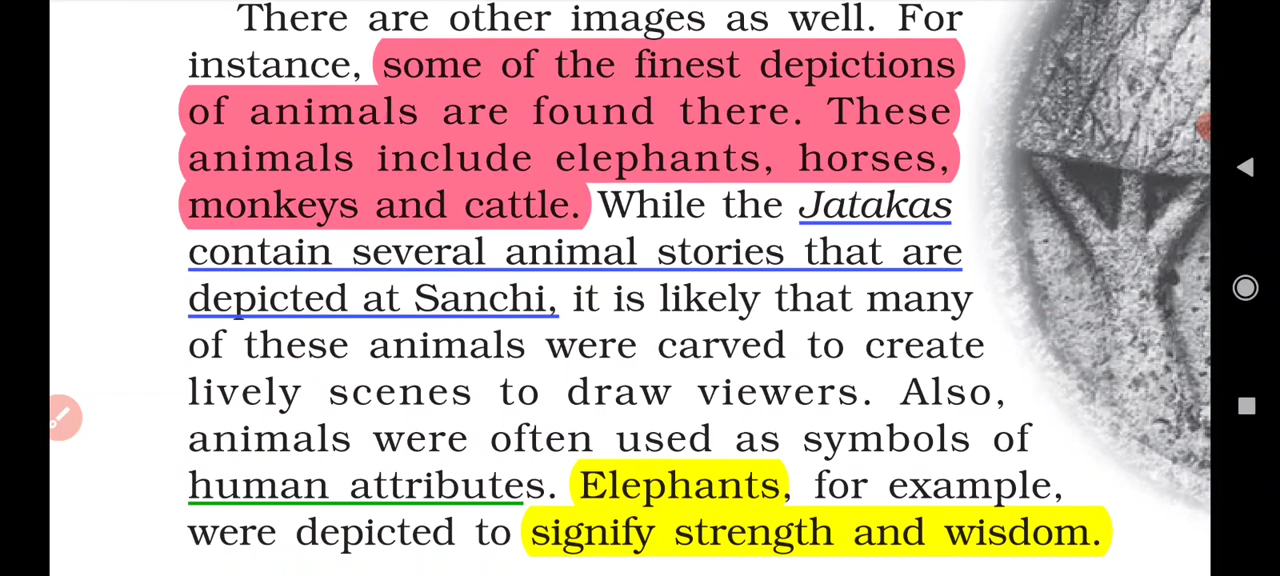 There are other images as well. For
instance, some of the finest depictions
of animals are found there. These
animals include elephants, horses,
monkeys and cattle. While the Jatakas
contain several animal stories that are
depicted at Sanchi, it is likely that many
of these animals were carved to create
lively scenes to draw viewers. Also,
animals were often used as symbols of
human attributes. Elephants, for example,
were depicted to signify strength and wisdom.